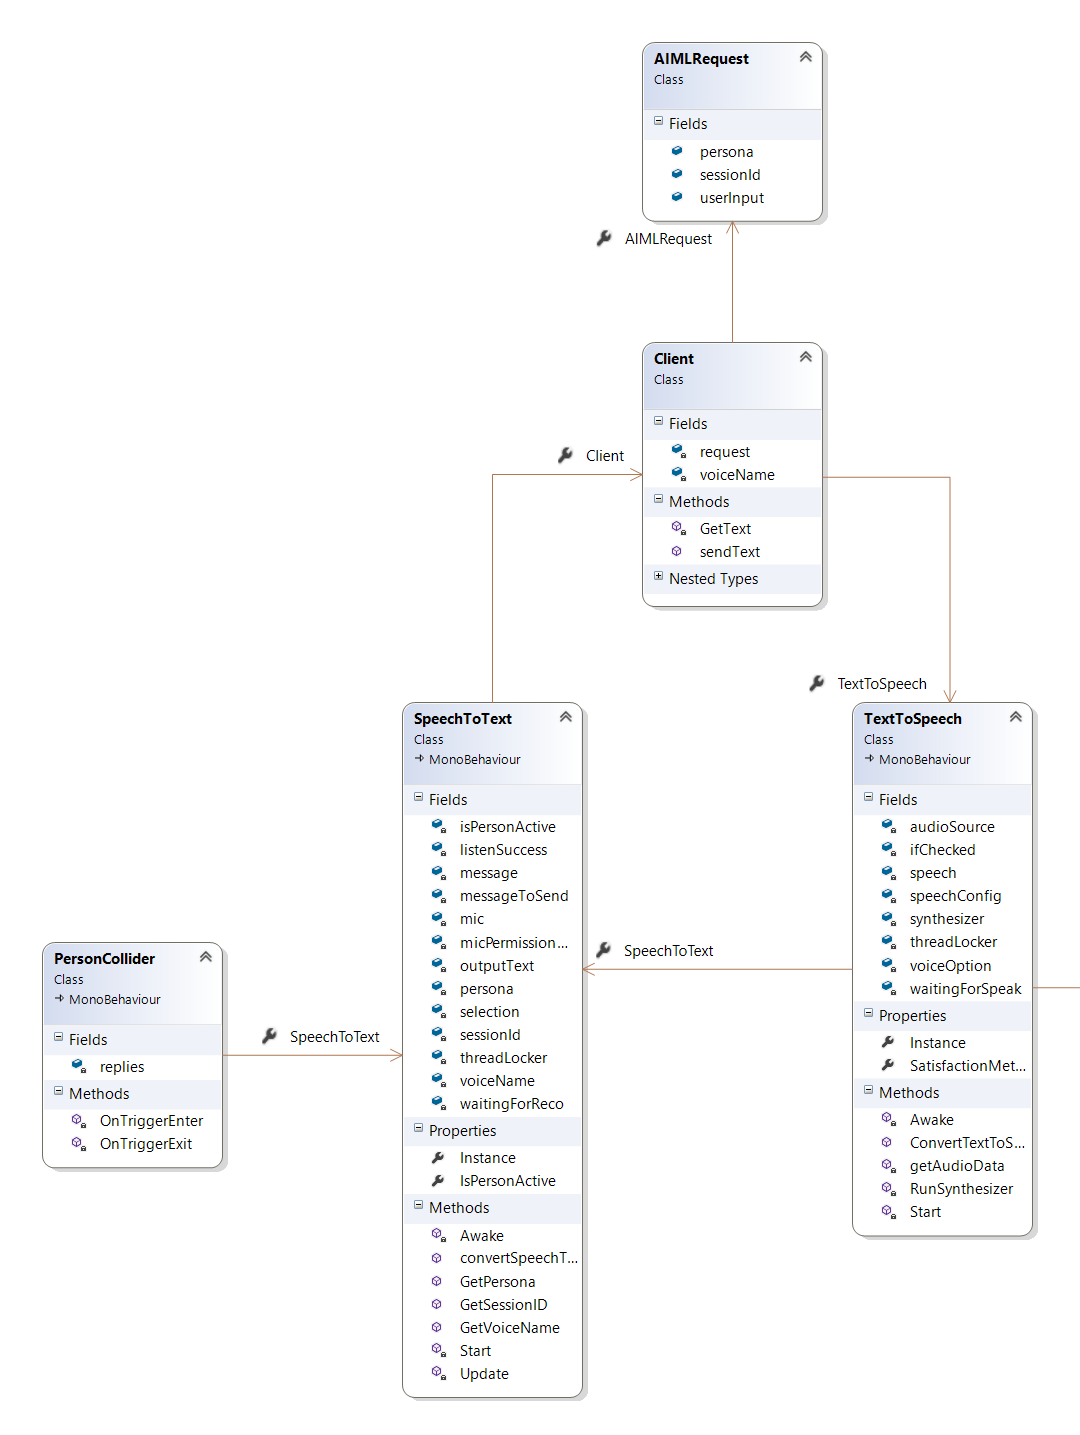 AIMLRequest
Class
Fields
persona
sessionId
userInput
AIMLRequest
Client
Class
Fields
request
voiceName
Methods
GetText
sendText
Nested Types
Client
TextToSpeech
SpeechToText
Class
MonoBehaviour
Fields
isPersonActive
listenSuccess
message
messageToSend
mic
micPermission...
outputText
persona
selection
sessionId
threadLocker
voiceName
waitingForReco
Properties
Instance
IsPersonActive
Methods
Awake
convertSpeechT...
GetPersona
GetSessionID
GetVoiceName
Start
Update
TextToSpeech
Class
MonoBehaviour
Fields
audioSource
ifChecked
speech
speechConfig
synthesizer
threadLocker
voiceOption
waitingForSpeak
Properties
Instance
SatisfactionMet...
Methods
Awake
ConvertTextToS...
getAudioData
RunSynthesizer
Start
SpeechToText
PersonCollider
Class
MonoBehaviour
Fields
replies
Methods
OnTriggerEnter
OnTriggerExit
SpeechToText